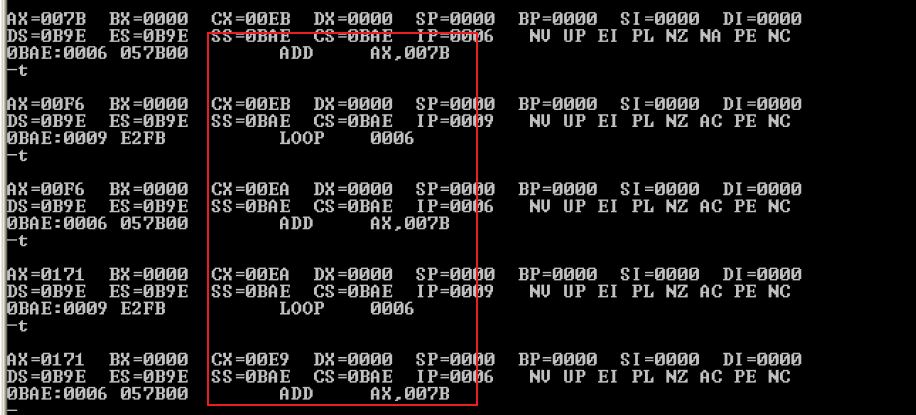 AX=007B  BX=0000  CX=00EB  DX=0000  SP=0000  BP=0000  SI=0000  DI=0000
DS=0B9E  ES=0B9E  SS=0BAE  CS=0BAE  IP=0006   NV UP EI PL NZ NA PE NC
0BAE:0006 057B00        ADD     AX,007B
-t
AX=00F6  BX=0000  CX=00EB  DX=0000  SP=0000  BP=0000  SI=0000  DI=0000
DS=0B9E  ES=0B9E  SS=0BAE  CS=0BAE  IP=0009   NV UP EI PL NZ AC PE NC
0BAE:0009 E2FB          LOOP    0006
-t
AX=00F6  BX=0000  CX=00EA  DX=0000  SP=0000  BP=0000  SI=0000  DI=0000
DS=0B9E  ES=0B9E  SS=0BAE  CS=0BAE  IP=0006   NV UP EI PL NZ AC PE NC
0BAE:0006 057B00        ADD     AX,007B
-t
AX=0171  BX=0000  CX=00EA  DX=0000  SP=0000  BP=0000  SI=0000  DI=0000
DS=0B9E  ES=0B9E  SS=0BAE  CS=0BAE  IP=0009   NV UP EI PL NZ AC PE NC
0BAE:0009 E2FB          LOOP    0006
-t
AX=0171  BX=0000  CX=00E9  DX=0000  SP=0000  BP=0000  SI=0000  DI=0000
DS=0B9E  ES=0B9E  SS=0BAE  CS=0BAE  IP=0006   NV UP EI PL NZ AC PE NC
0BAE:0006 057B00        ADD     AX,007B
-